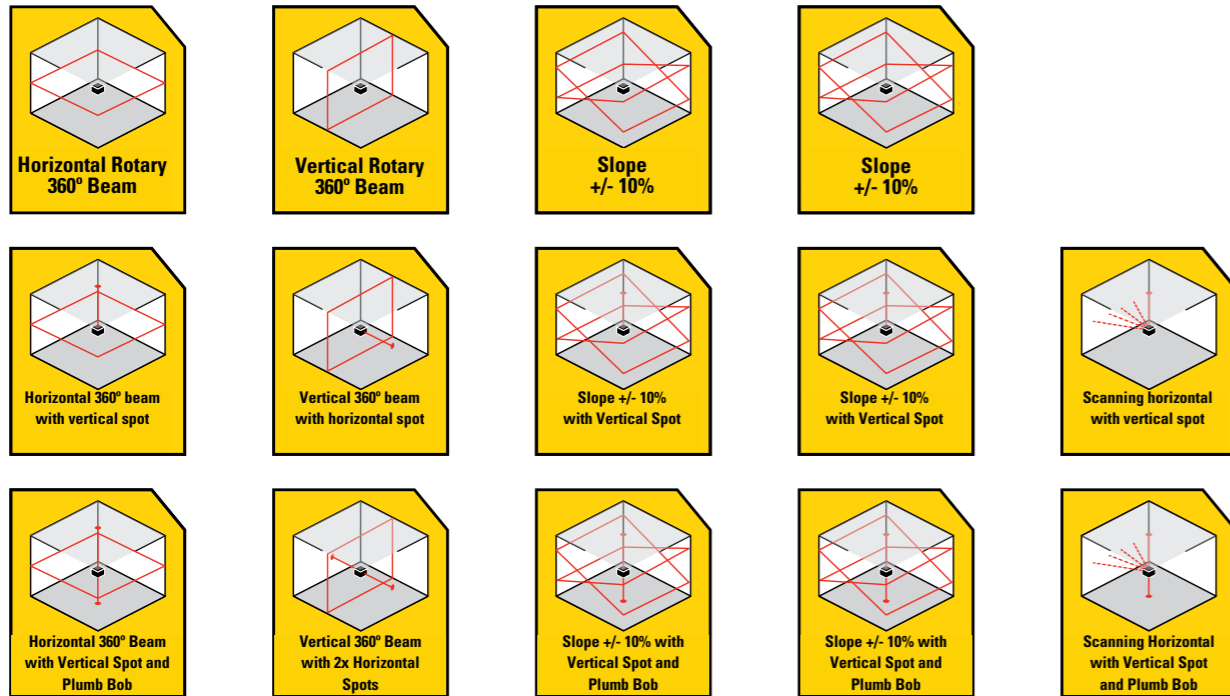 Horizontal Rotary
360º Beam
Vertical Rotary
360º Beam
Slope
+/- 10%
Slope
+/- 10%
Horizontal 360º beam
with vertical spot
Vertical 360º beam
with horizontal spot
Slope +/- 10%
with Vertical Spot
Slope +/- 10%
with Vertical Spot
Scanning horizontal
with vertical spot
Horizontal 360º Beam
with Vertical Spot and
Plumb Bob
Vertical 360º Beam
with 2x Horizontal
Spots
Slope +/- 10% with
Vertical Spot and
Plumb Bob
Slope +/- 10% with
Vertical Spot and
Plumb Bob
Scanning Horizontal
with Vertical Spot
and Plumb Bob